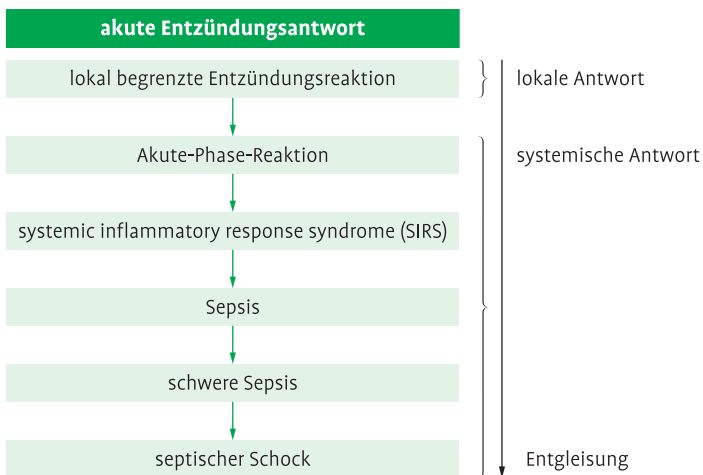 akute Entzündungsantwort
lokal begrenzte Entzündungsreaktion
lokale Antwort
Akute-Phase-Reaktion
systemische Antwort
systemic inflammatory response syndrome (SIRS)
Sepsis
schwere Sepsis
septischer Schock
Entgleisung